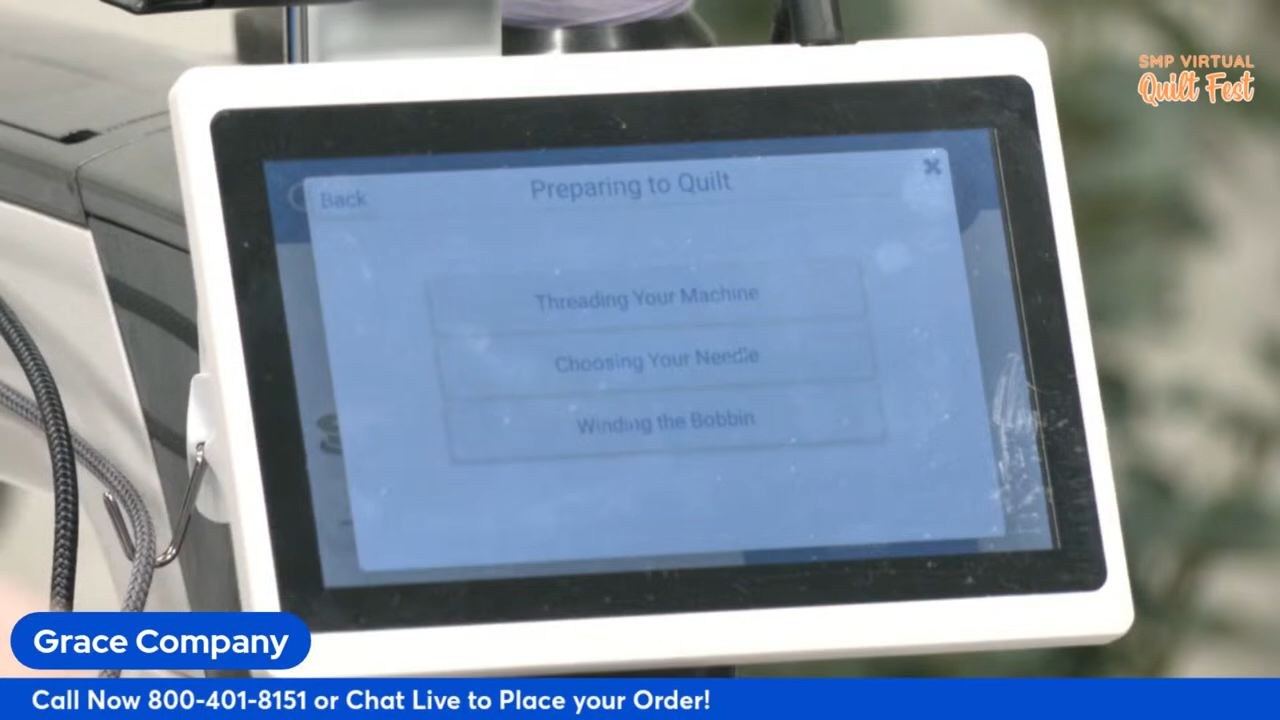 SMP VIRTUAL
Quilt Fest
Back
Preparing to Quilt
Threading Your Machine
Choosing Your Needle
Winding the Bobbin
Grace Company
Call Now 800-401-8151 or Chat Live to Place your Order!